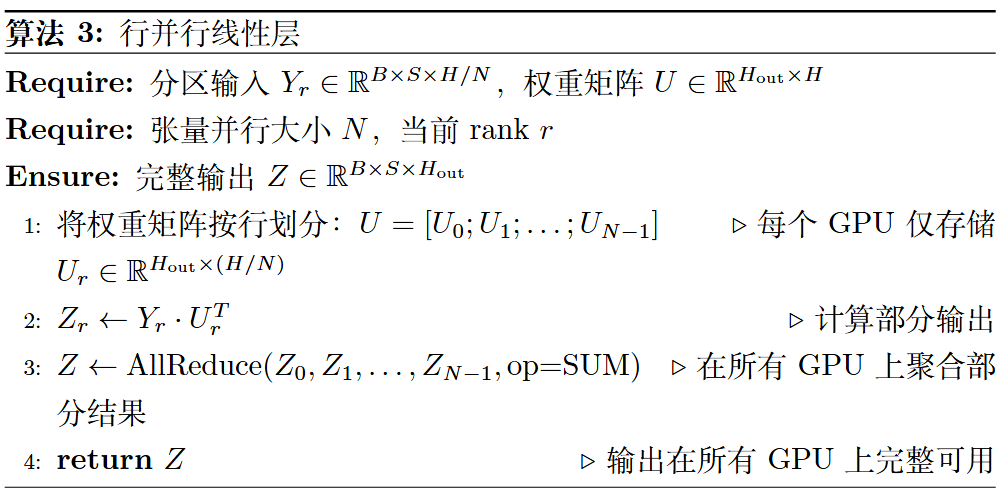 算法 3: 行并行线性层
Require: 分区输入 $Y_r \in \mathbb{R}^{B \times S \times H/N}$，权重矩阵 $U \in \mathbb{R}^{H_{\text{out}} \times H}$
Require: 张量并行大小 $N$，当前 rank $r$
Ensure: 完整输出 $Z \in \mathbb{R}^{B \times S \times H_{\text{out}}}$
1: 将权重矩阵按行划分：$U = [U_0; U_1; \ldots; U_{N-1}]$ ▷ 每个 GPU 仅存储
$U_r \in \mathbb{R}^{H_{\text{out}} \times (H/N)}$
2: $Z_r \leftarrow Y_r \cdot U_r^T$ ▷ 计算部分输出
3: $Z \leftarrow \text{AllReduce}(Z_0, Z_1, \ldots, Z_{N-1}, \text{op=SUM})$ ▷ 在所有 GPU 上聚合部
分结果
4: return $Z$ ▷ 输出在所有 GPU 上完整可用